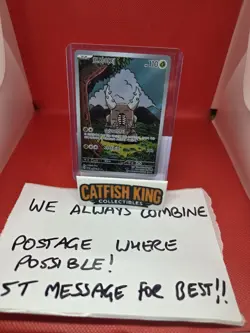 CATFISH KING
COLLECTIBLES
WE ALWAYS COMBINE
POSTAGE WHERE
POSSIBLE!
ST MESSAGE FOR BEST!!